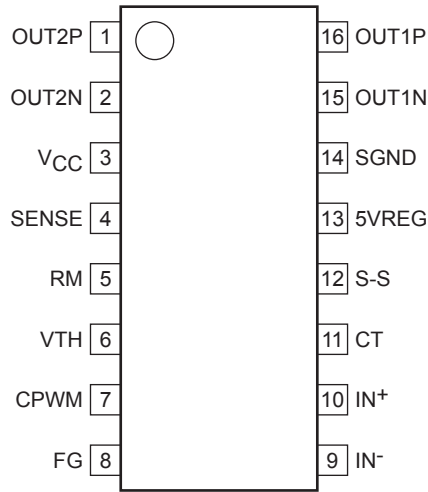 OUT2P 1 16 OUT1P
OUT2N 2 15 OUT1N
VCC 3 14 SGND
SENSE 4 13 5VREG
RM 5 12 S-S
VTH 6 11 CT
CPWM 7 10 IN+
FG 8 9 IN-